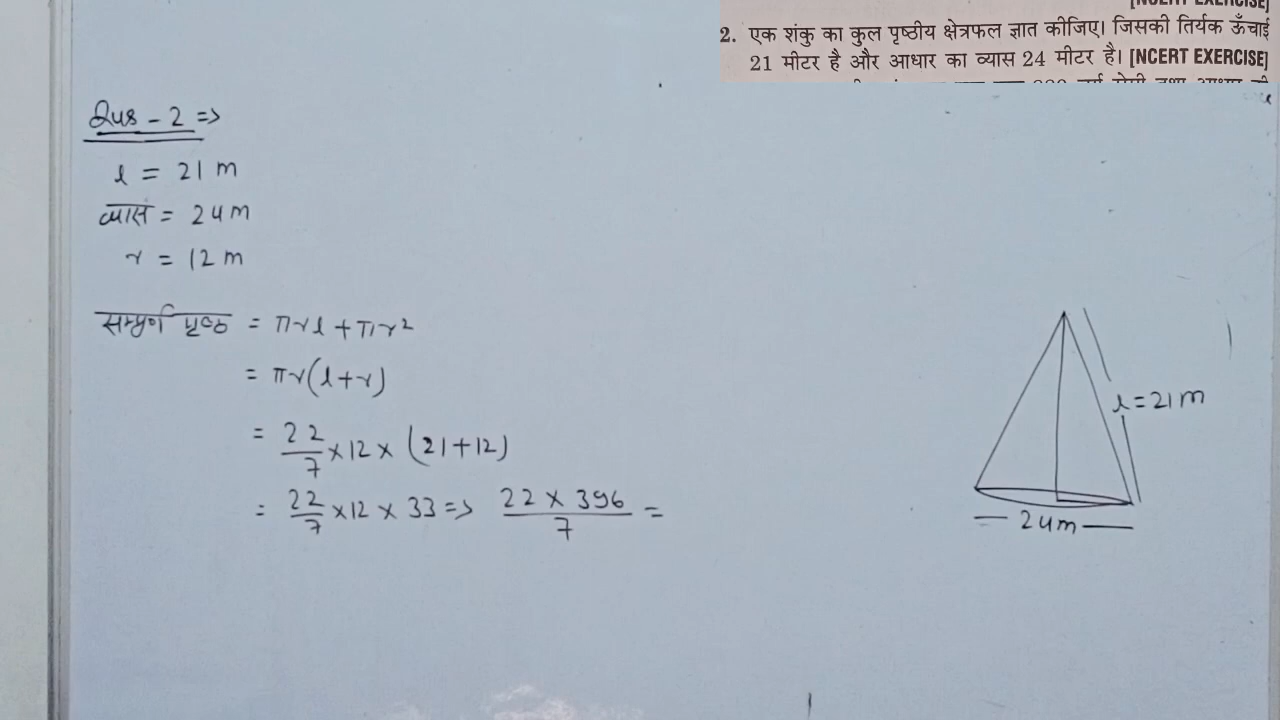 [NCERT EXERCISE]
2. एक शंकु का कुल पृष्ठीय क्षेत्रफल ज्ञात कीजिए। जिसकी तिर्यक ऊँचाई
21 मीटर है और आधार का व्यास 24 मीटर है। [NCERT EXERCISE]
Qus - 2 =>
l = 21 m
व्यास = 24 m
r = 12 m
सम्पुर्ण पृष्ठ = πrl + πr²
= πr(l+r)
= 22/7 × 12 × (21+12)
= 22/7 × 12 × 33 => 22 × 396/7 =
l = 21 m
24m